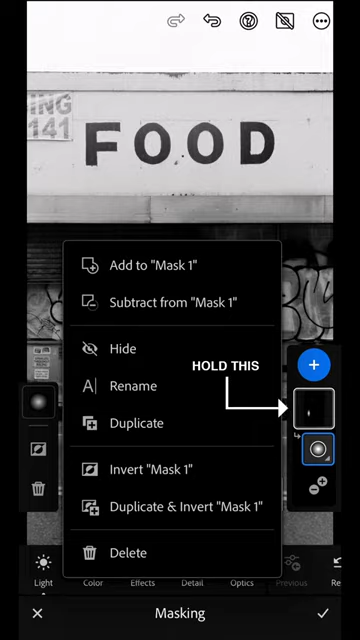 ING
141
FOOD
Add to "Mask 1"
Subtract from "Mask 1"
Hide
HOLD THIS
Rename
Duplicate
Invert "Mask 1"
Duplicate & Invert "Mask 1"
Delete
Light
Color
Effects
Detail
Optics
Previous
Re
Masking